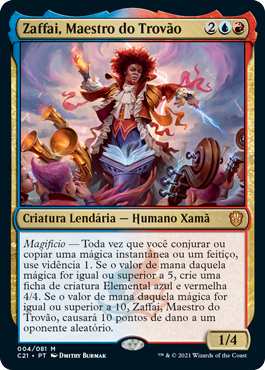 Zaffai, Maestro do Trovão 2
Criatura Lendária — Humano Xamã
Magifício — Toda vez que você conjurar ou
copiar uma mágica instantânea ou um feitiço,
use vidência 1. Se o valor de mana daquela
mágica for igual ou superior a 5, crie uma
ficha de criatura Elemental azul e vermelha
4/4. Se o valor de mana daquela mágica
for igual ou superior a 10, Zaffai, Maestro do
Trovão, causará 10 pontos de dano a um
oponente aleatório.
1/4
004/081 M
C21 • PT Dmitry Burmak
™ & © 2021 Wizards of the Coast